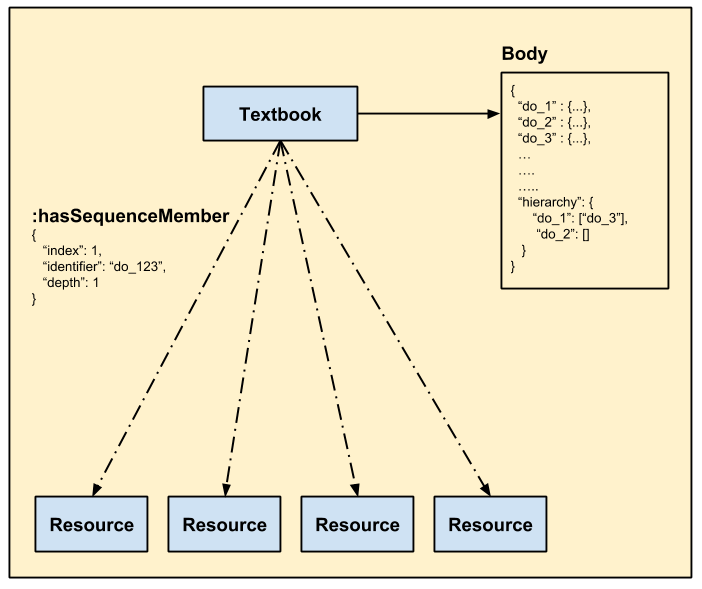 Body
Textbook
{
“do_1” : {...},
“do_2” : {...},
“do_3” : {...},
…
….
…..
“hierarchy”: {
“do_1”: [“do_3”],
“do_2”: []
}
}
:hasSequenceMember
{
“index”: 1,
“identifier”: “do_123”,
“depth”: 1
}
Resource
Resource
Resource
Resource